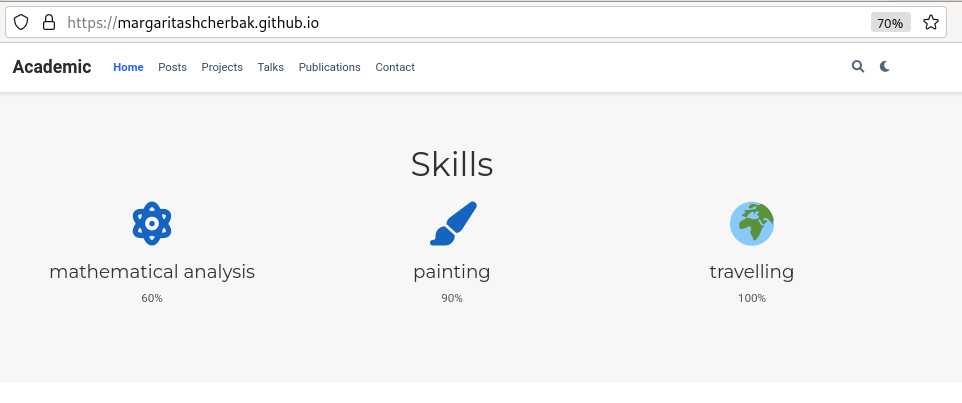 https://margaritashcherbak.github.io 70%
Academic Home Posts Projects Talks Publications Contact
Skills
mathematical analysis painting travelling
60% 90% 100%